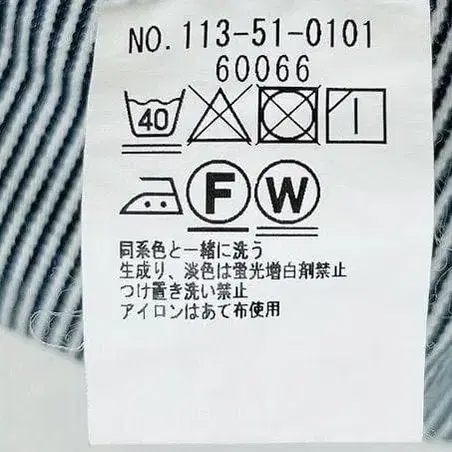 NO. 113-51-0101
60066
40
F W
同系色と一緒に洗う
生成り、淡色は蛍光増白剤禁止
つけ置き洗い禁止
アイロンはあて布使用